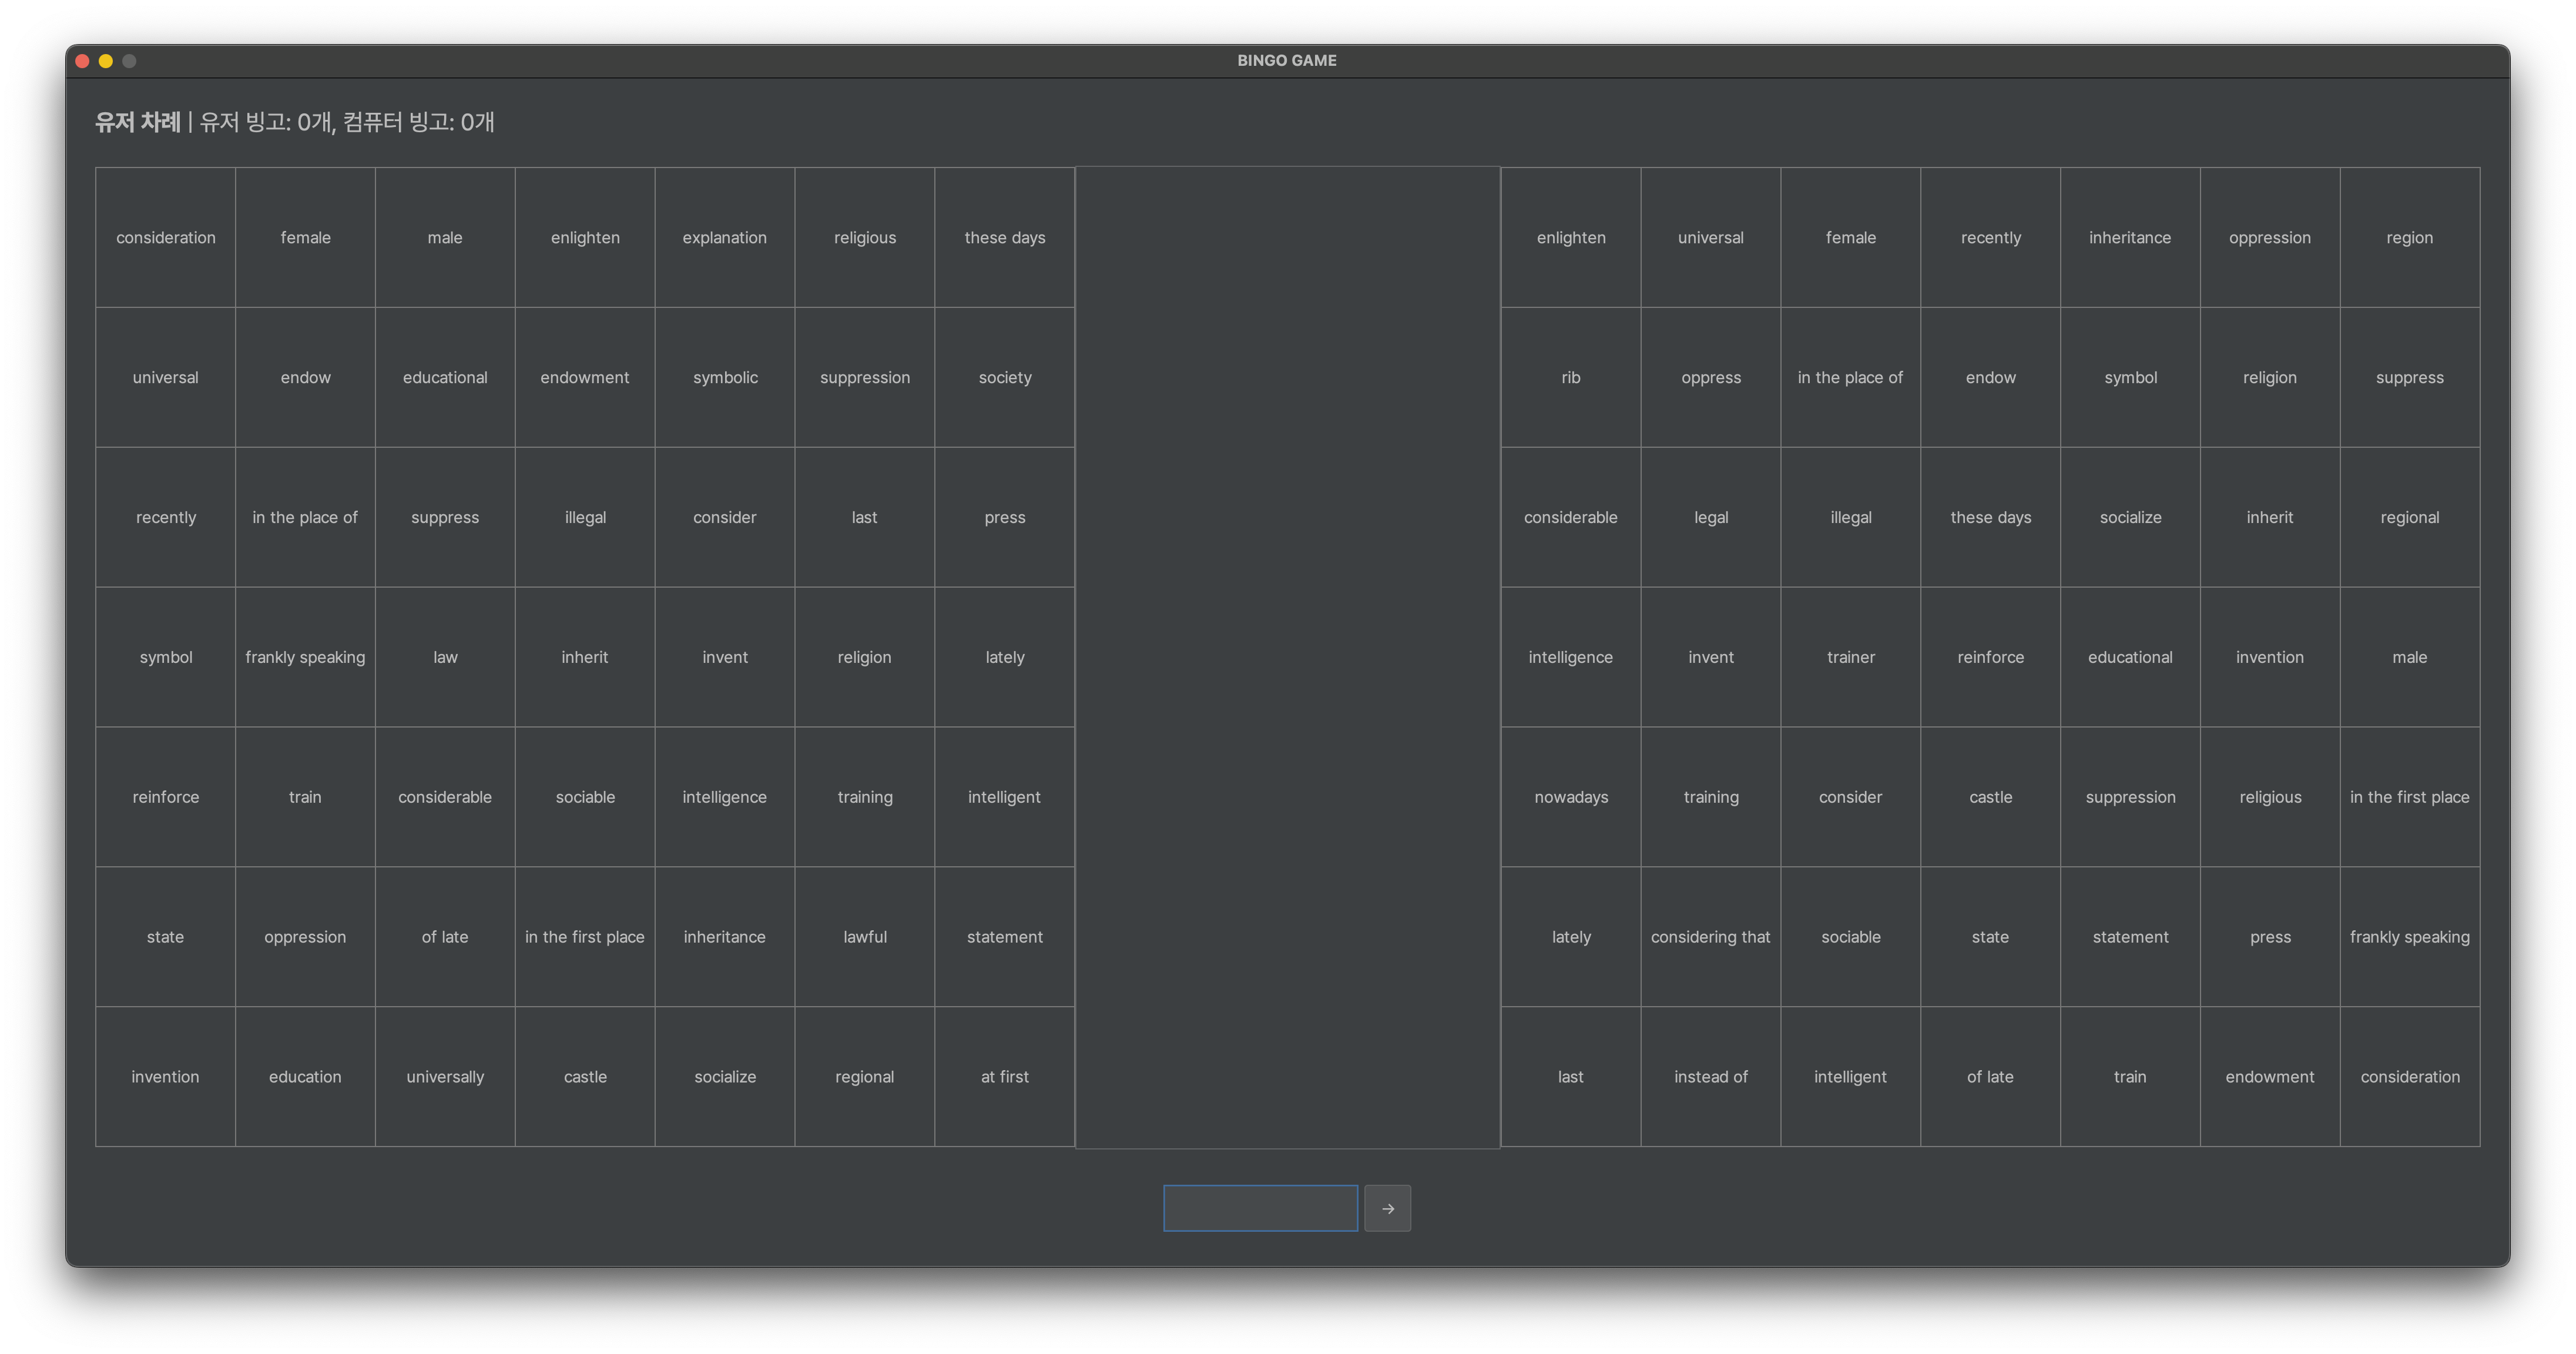 BINGO GAME
유저 차례 | 유저 빙고: 0개, 컴퓨터 빙고: 0개
consideration female male enlighten explanation religious these days
universal endow educational endowment symbolic suppression society
recently in the place of suppress illegal consider last press
symbol frankly speaking law inherit invent religion lately
reinforce train considerable sociable intelligence training intelligent
state oppression of late in the first place inheritance lawful statement
invention education universally castle socialize regional at first
enlighten universal female recently inheritance oppression region
rib oppress in the place of endow symbol religion suppress
considerable legal illegal these days socialize inherit regional
intelligence invent trainer reinforce educational invention male
nowadays training consider castle suppression religious in the first place
lately considering that sociable state statement press frankly speaking
last instead of intelligent of late train endowment consideration
→